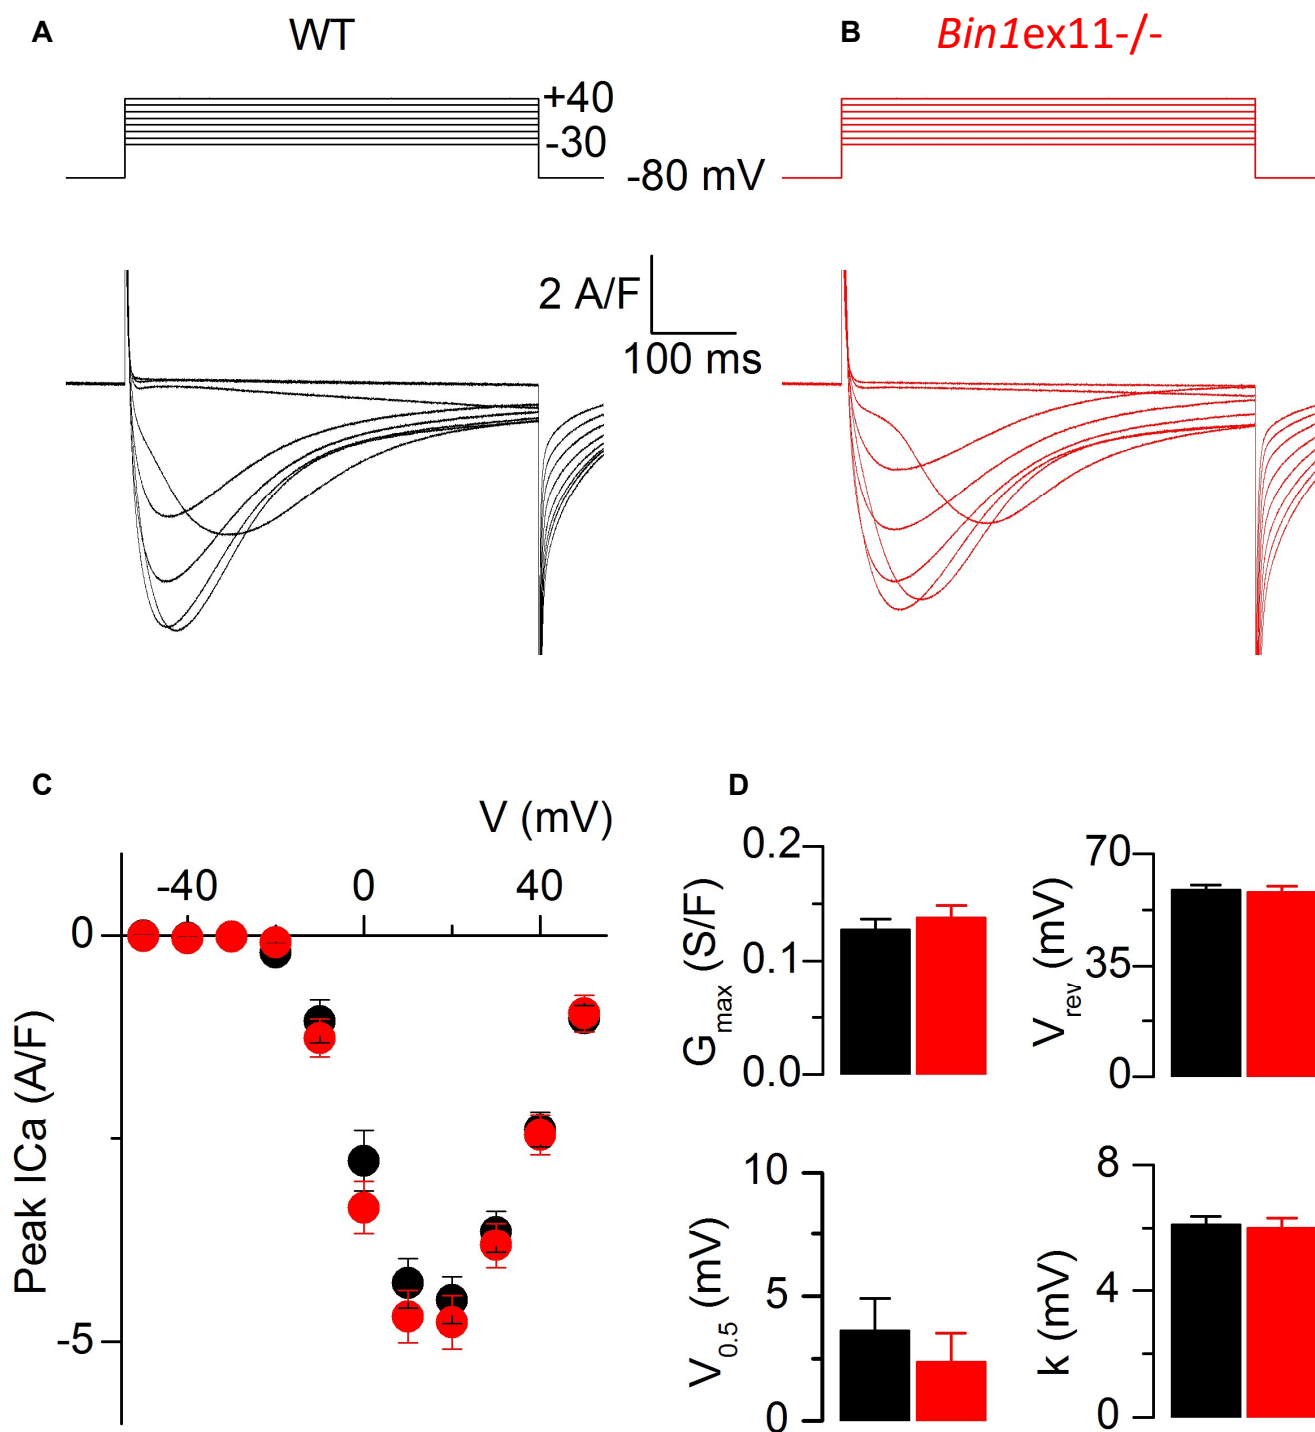 A
WT
B
Bin1ex11-/-
+40
-30
-80 mV
2 A/F
100 ms
C
V (mV)
-40
0
40
0
-5
Peak ICa (A/F)
D
0.2
0.1
0.0
Gmax (S/F)
70
35
0
Vrev (mV)
10
5
0
V0.5 (mV)
8
4
0
k (mV)